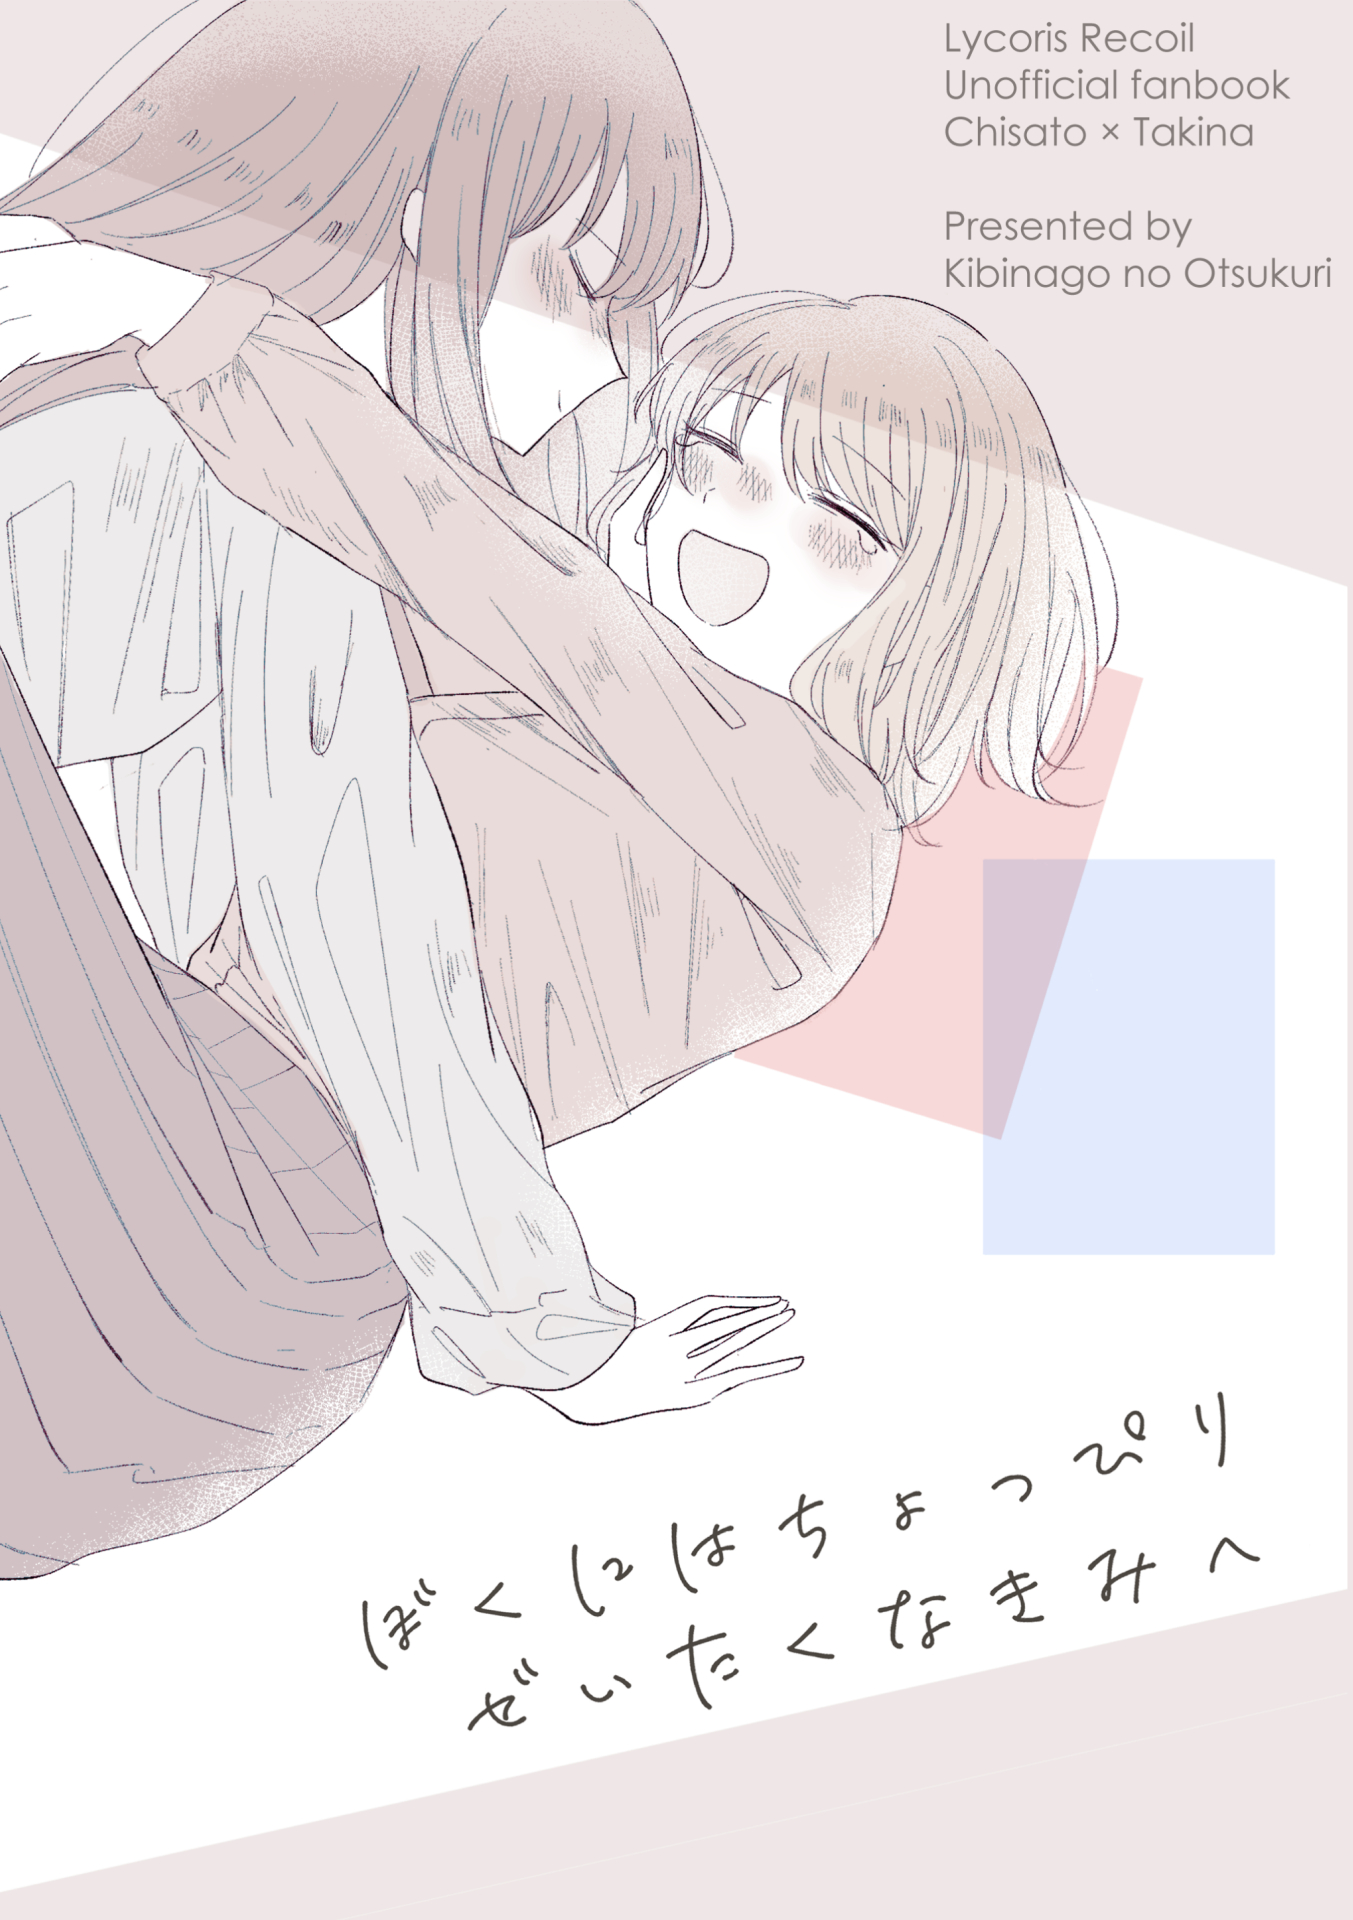 Lycoris Recoil
Unofficial fanbook
Chisato × Takina
Presented by
Kibinago no Otsukuri
ぼくにはちょっぴり
ぜいたくなきみへ